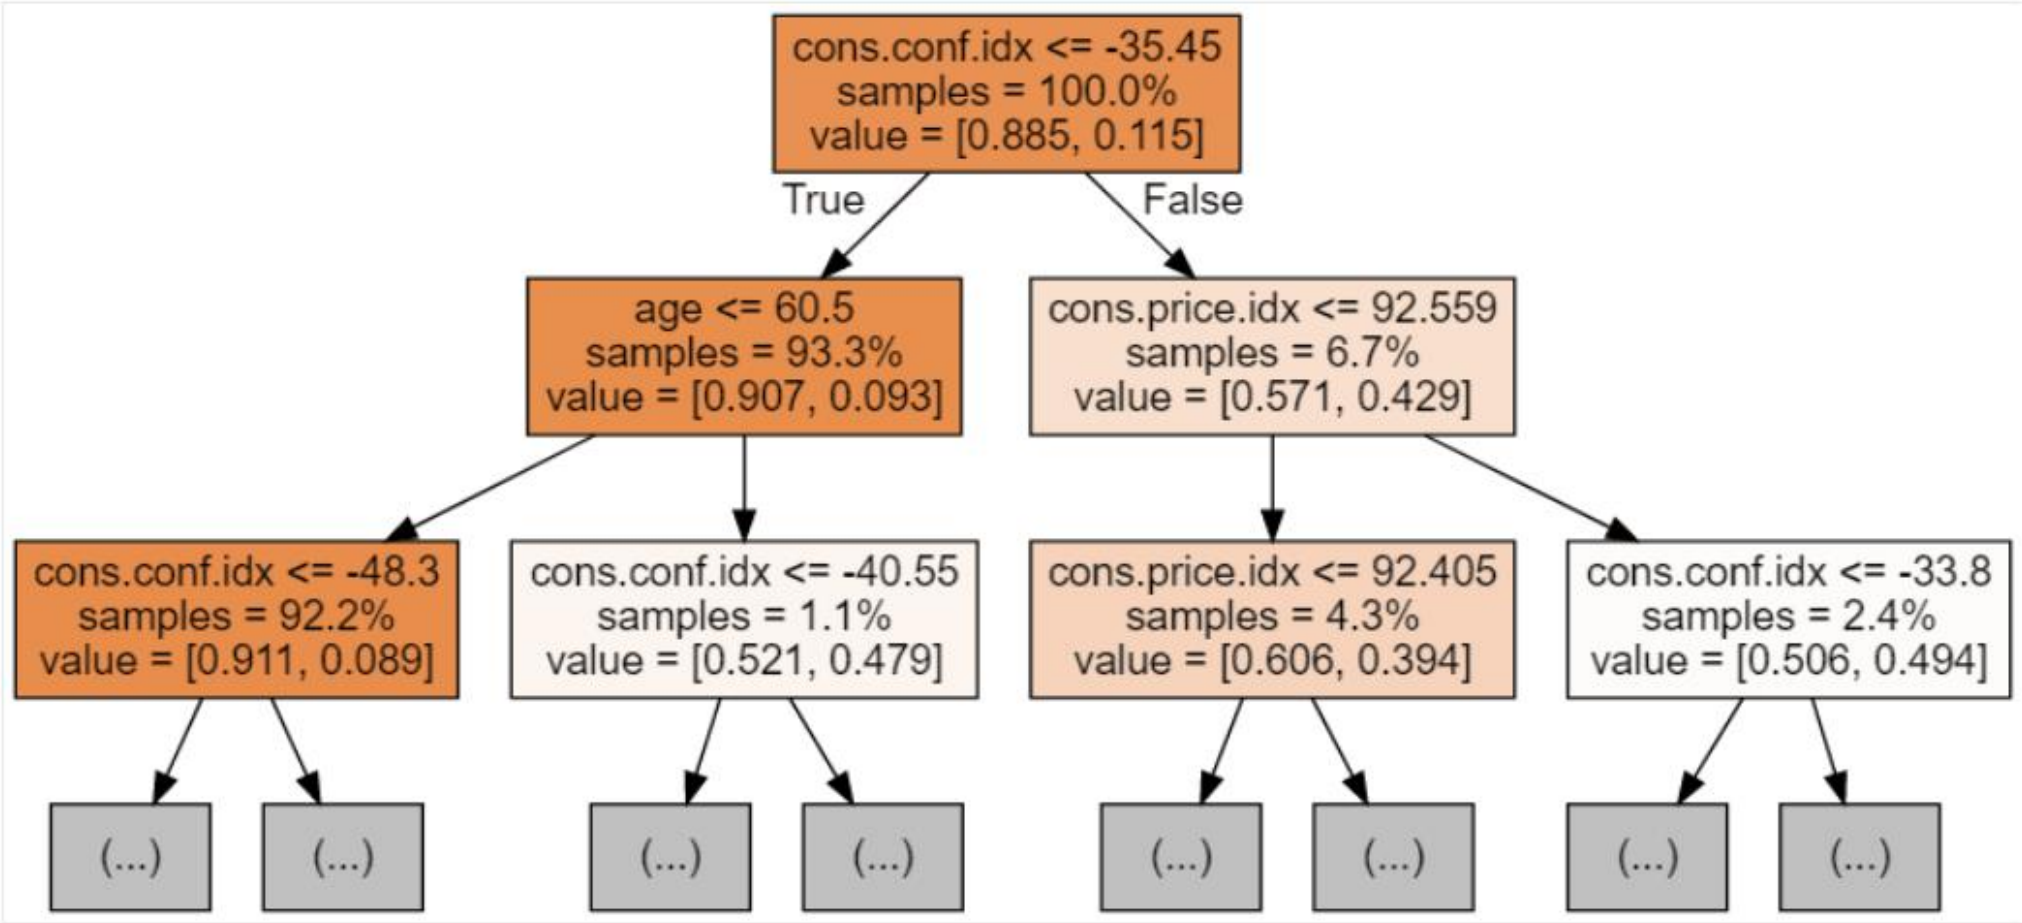 cons.conf.idx <= -35.45
samples = 100.0%
value = [0.885, 0.115]
True
False
age <= 60.5
samples = 93.3%
value = [0.907, 0.093]
cons.price.idx <= 92.559
samples = 6.7%
value = [0.571, 0.429]
cons.conf.idx <= -48.3
samples = 92.2%
value = [0.911, 0.089]
cons.conf.idx <= -40.55
samples = 1.1%
value = [0.521, 0.479]
cons.price.idx <= 92.405
samples = 4.3%
value = [0.606, 0.394]
cons.conf.idx <= -33.8
samples = 2.4%
value = [0.506, 0.494]
(...)
(...)
(...)
(...)
(...)
(...)
(...)
(...)